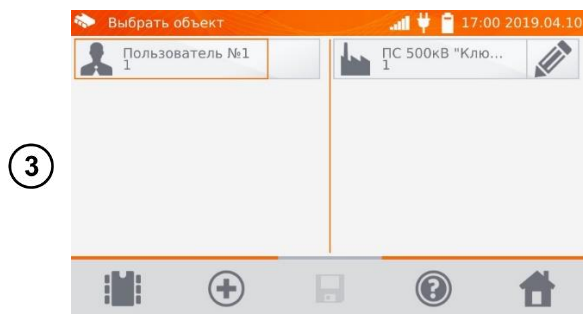 Выбрать объект
17:00 2019.04.10
Пользователь №1
1
ПС 500кВ "Клю...
1
3